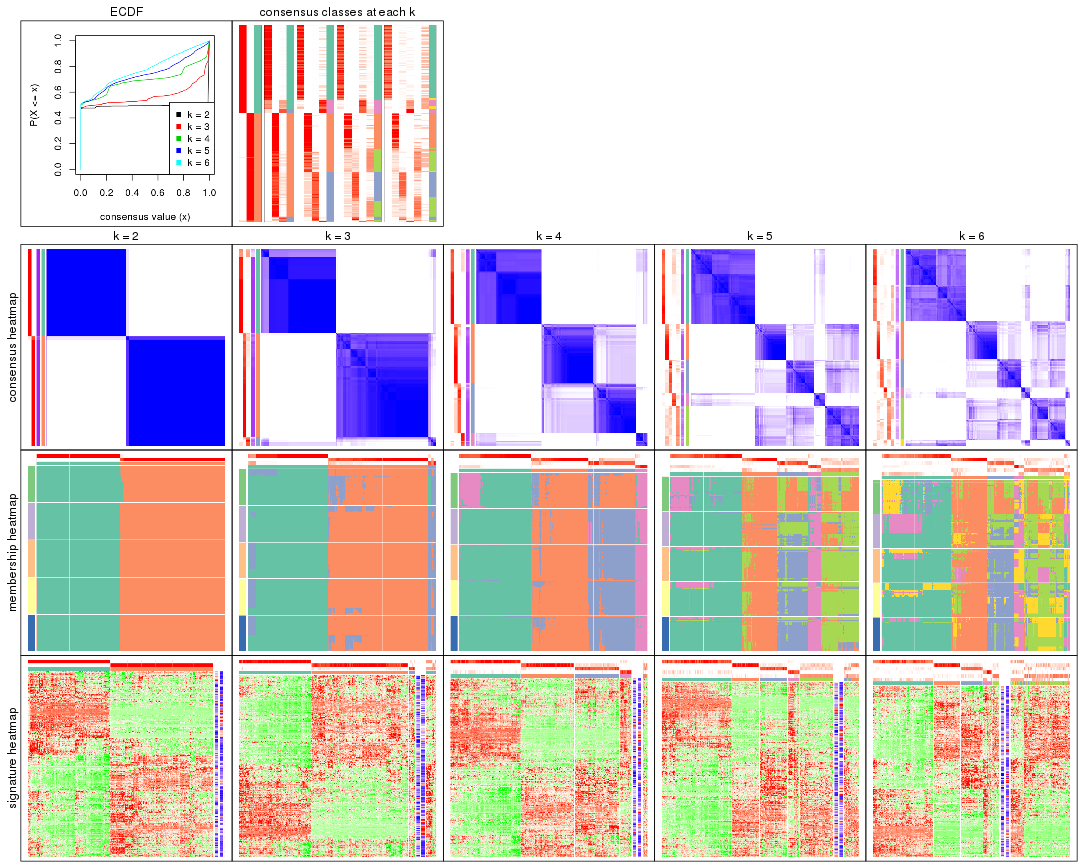 ECDF
consensus classes at each k
P(X <= x)
1.0
0.8
0.6
0.4
0.2
0.0
k = 2
k = 3
k = 4
k = 5
k = 6
0.0 0.2 0.4 0.6 0.8 1.0
consensus value (x)
k = 2 k = 3 k = 4 k = 5 k = 6
consensus heatmap
membership heatmap
signature heatmap